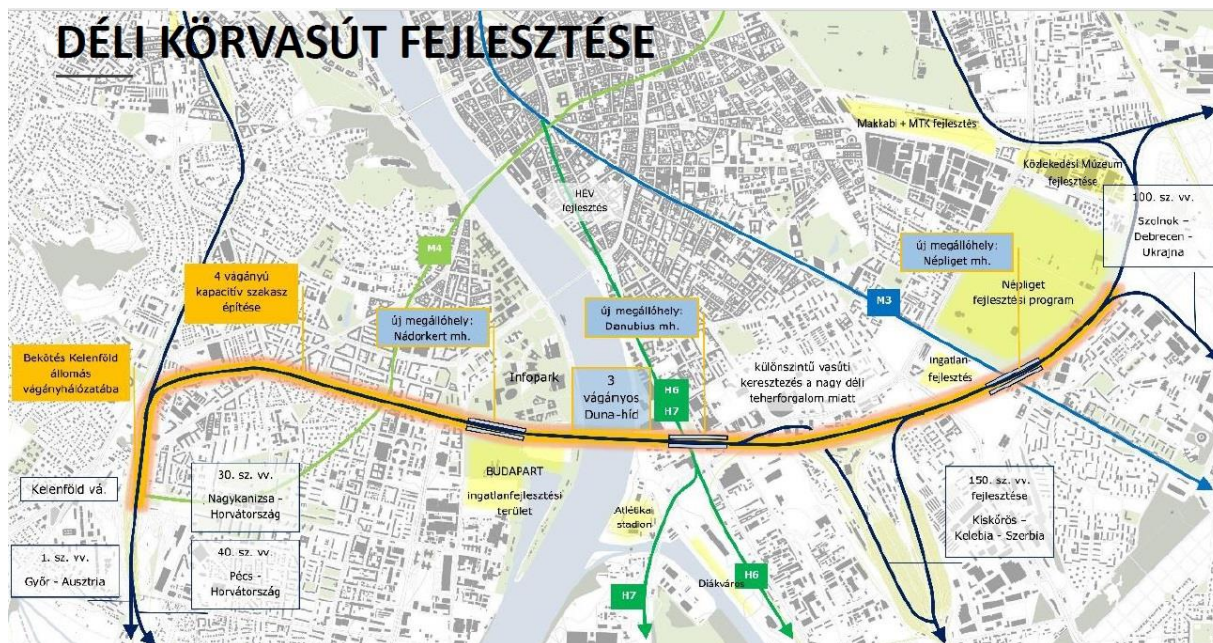 DÉLI KÖRVASÚT FEJLESZTÉSE
Makkabi + MTK fejlesztés
Közlekedési Múzeum
fejlesztése
100. sz. vv.
Szolnok –
Debrecen -
Ukrajna
HÉV
fejlesztés
M4
M3
új megállóhely:
Népliget mh.
Népliget
fejlesztési program
4 vágányú
kapacitív szakasz
építése
új megállóhely:
Nádorkert mh.
új megállóhely:
Danubius mh.
Bekötés Kelenföld
állomás
vágányhálózatába
Infopark
3
vágányos
Duna-híd
H6
H7
különszintű vasúti
keresztezés a nagy déli
teherforgalom miatt
ingatlan-
fejlesztés
Kelenföld vá.
30. sz. vv.
Nagykanizsa –
Horvátország
BUDAPART
ingatlanfejlesztési
terület
Atlétikai
stadion
150. sz. vv.
fejlesztése
Kiskőrös –
Kelebia - Szerbia
1. sz. vv.
Győr - Ausztria
40. sz. vv.
Pécs -
Horvátország
Diákváros
H7
H6